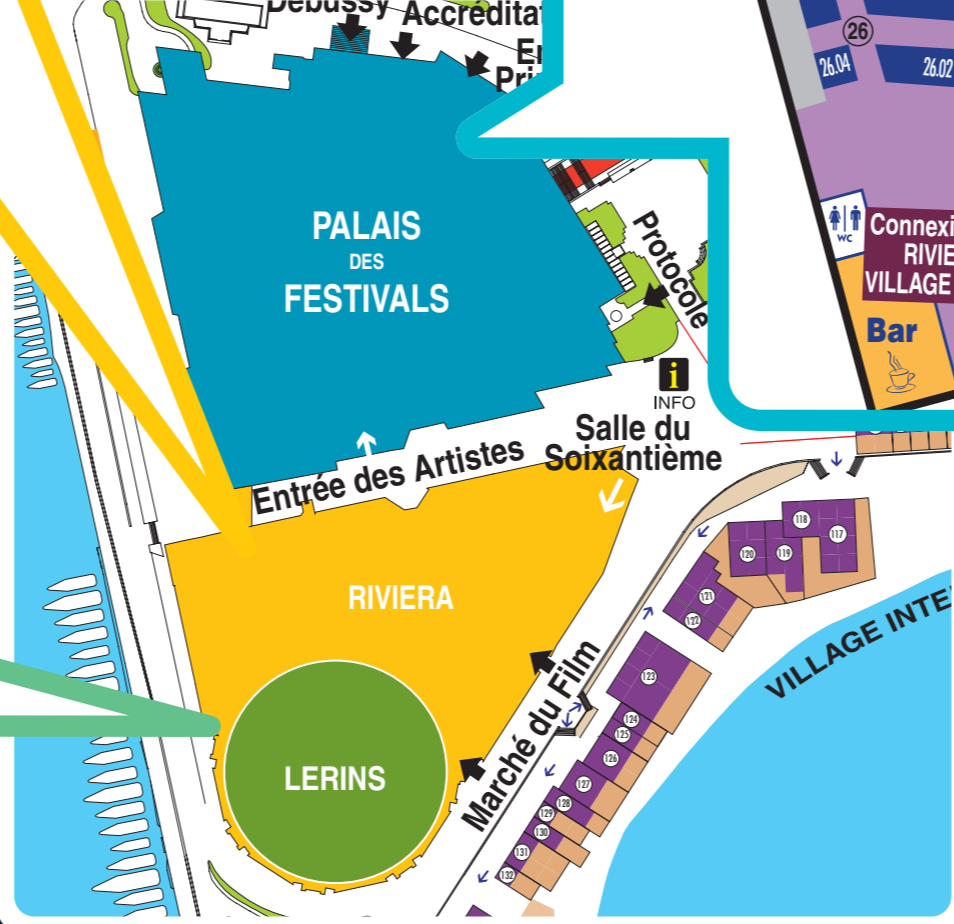 Debussy
26
26.04
26.02
PALAIS
DES
FESTIVALS
Protocole
WC
RIVIE
VILLAGE
Bar
i
INFO
Salle du
Soixantième
Entrée des Artistes
RIVIERA
LERINS
Marché du Film
118
117
120
119
121
122
123
124
125
126
127
128
129
130
131
132
VILLAGE INTE